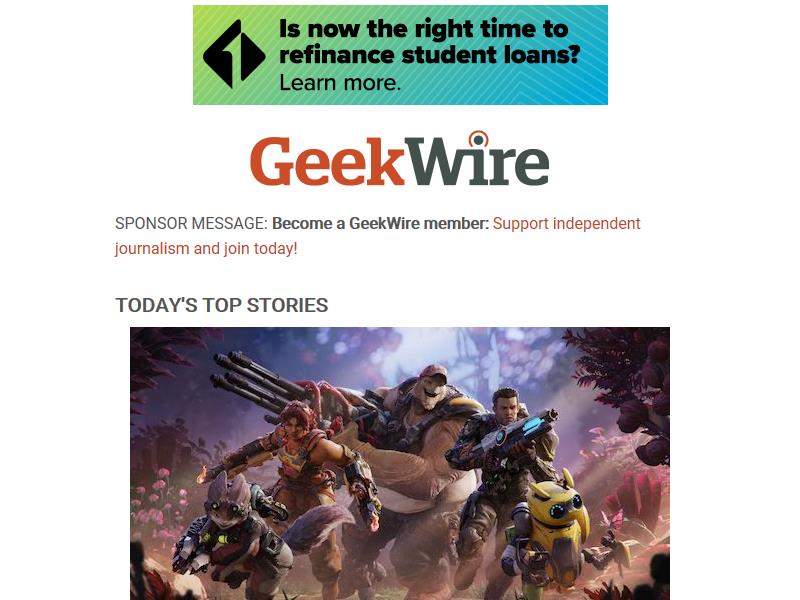 Is now the right time to
refinance student loans?
Learn more.
GeekWire
SPONSOR MESSAGE: Become a GeekWire member: Support independent
journalism and join today!
TODAY'S TOP STORIES